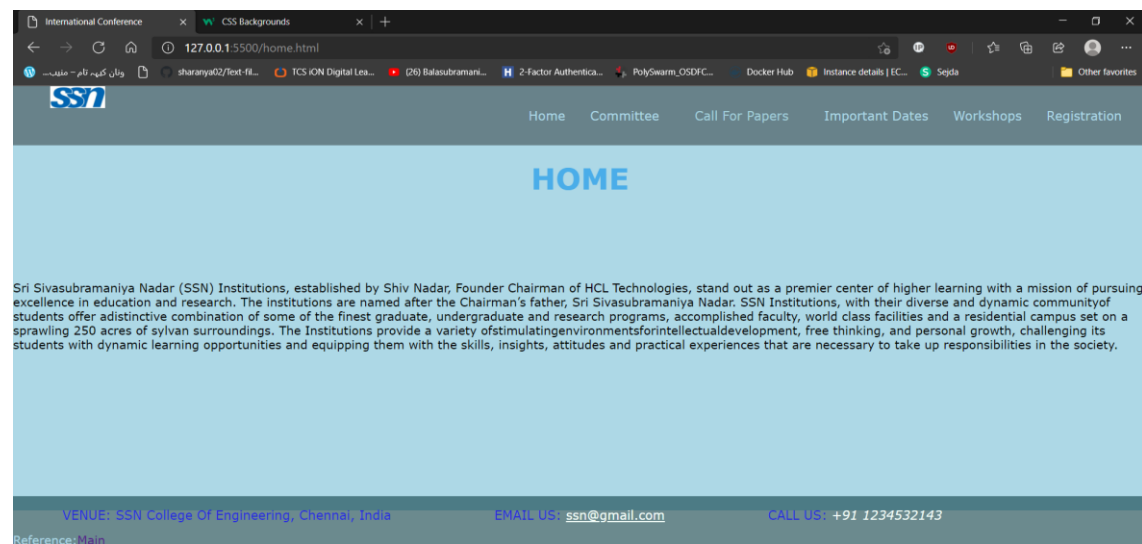 International Conference
CSS Backgrounds
127.0.0.1:5500/home.html
sharanya02/Text-fil...
TCS iON Digital Lea...
(26) Balasubramani...
2-Factor Authentica...
PolySwarm_OSDFC...
Docker Hub
Instance details | EC...
Sejda
Other favorites
ssn
Home Committee Call For Papers Important Dates Workshops Registration
HOME
Sri Sivasubramaniya Nadar (SSN) Institutions, established by Shiv Nadar, Founder Chairman of HCL Technologies, stand out as a premier center of higher learning with a mission of pursuing
excellence in education and research. The institutions are named after the Chairman's father, Sri Sivasubramaniya Nadar. SSN Institutions, with their diverse and dynamic communityof
students offer adistinctive combination of some of the finest graduate, undergraduate and research programs, accomplished faculty, world class facilities and a residential campus set on a
sprawling 250 acres of sylvan surroundings. The Institutions provide a variety ofstimulatingenvironmentsforintellectualdevelopment, free thinking, and personal growth, challenging its
students with dynamic learning opportunities and equipping them with the skills, insights, attitudes and practical experiences that are necessary to take up responsibilities in the society.
VENUE: SSN College Of Engineering, Chennai, India EMAIL US: ssn@gmail.com CALL US: +91 1234532143
Reference:Main